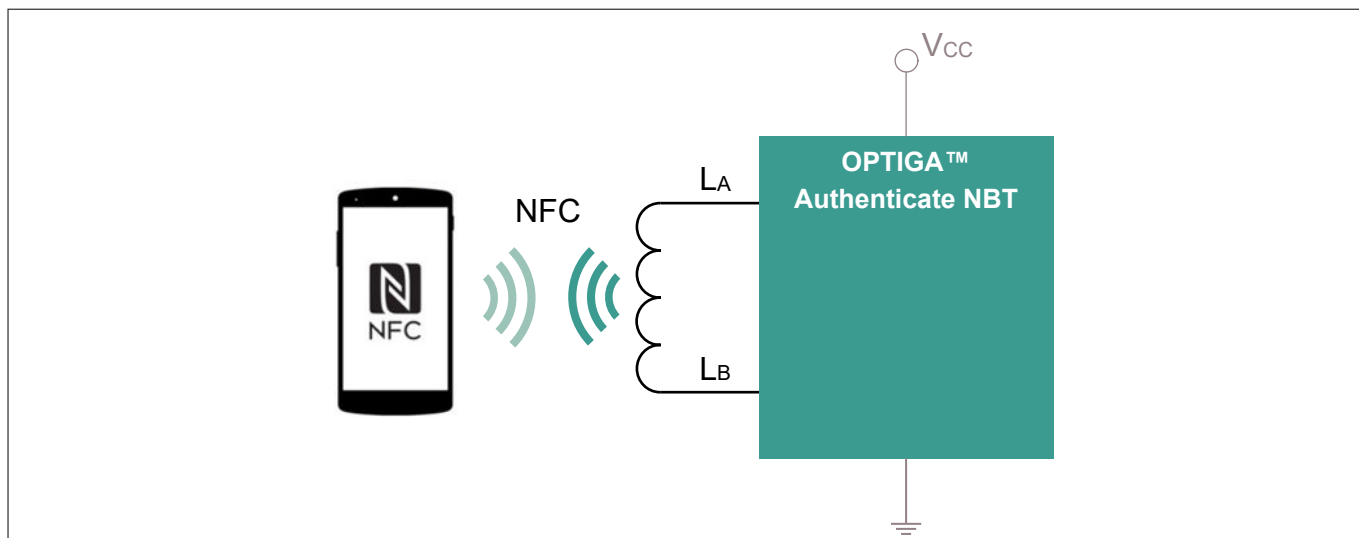 VCC
OPTIGA™
Authenticate NBT
LA
NFC
NFC
LB